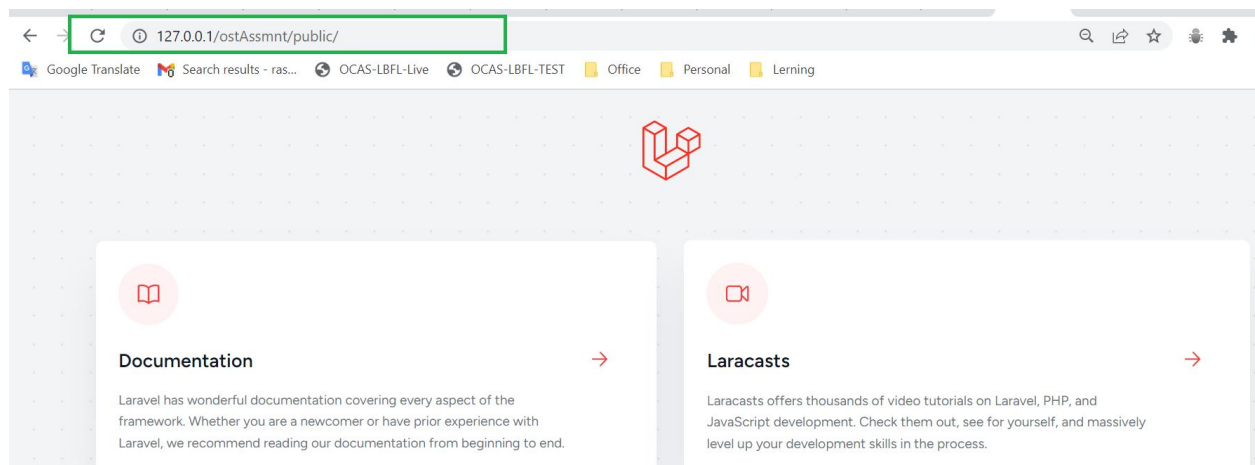 127.0.0.1/ostAssmnt/public/
Google Translate Search results - ras... OCAS-LBFL-Live OCAS-LBFL-TEST Office Personal Lerning
Documentation
Laravel has wonderful documentation covering every aspect of the
framework. Whether you are a newcomer or have prior experience with
Laravel, we recommend reading our documentation from beginning to end.
Laracasts
Laracasts offers thousands of video tutorials on Laravel, PHP, and
JavaScript development. Check them out, see for yourself, and massively
level up your development skills in the process.